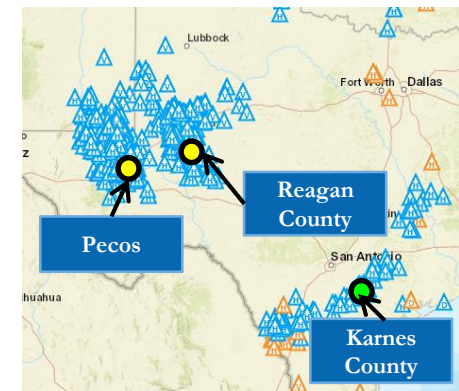 Lubbock
Fort Worth
Dallas
Reagan
County
Pecos
San Antonio
huahua
Karnes
County